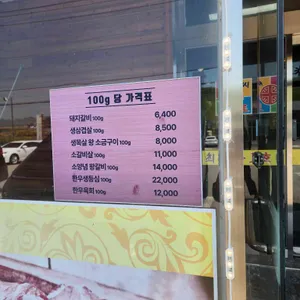 100g 당 가격표
돼지갈비 100g 6,400
생삼겹살 100g 8,500
생목살 왕 소금구이 100g 8,000
소갈비살 100g 11,000
소양념 왕갈비 100g 14,000
한우생등심 100g 22,000
한우육회 100g 12,000